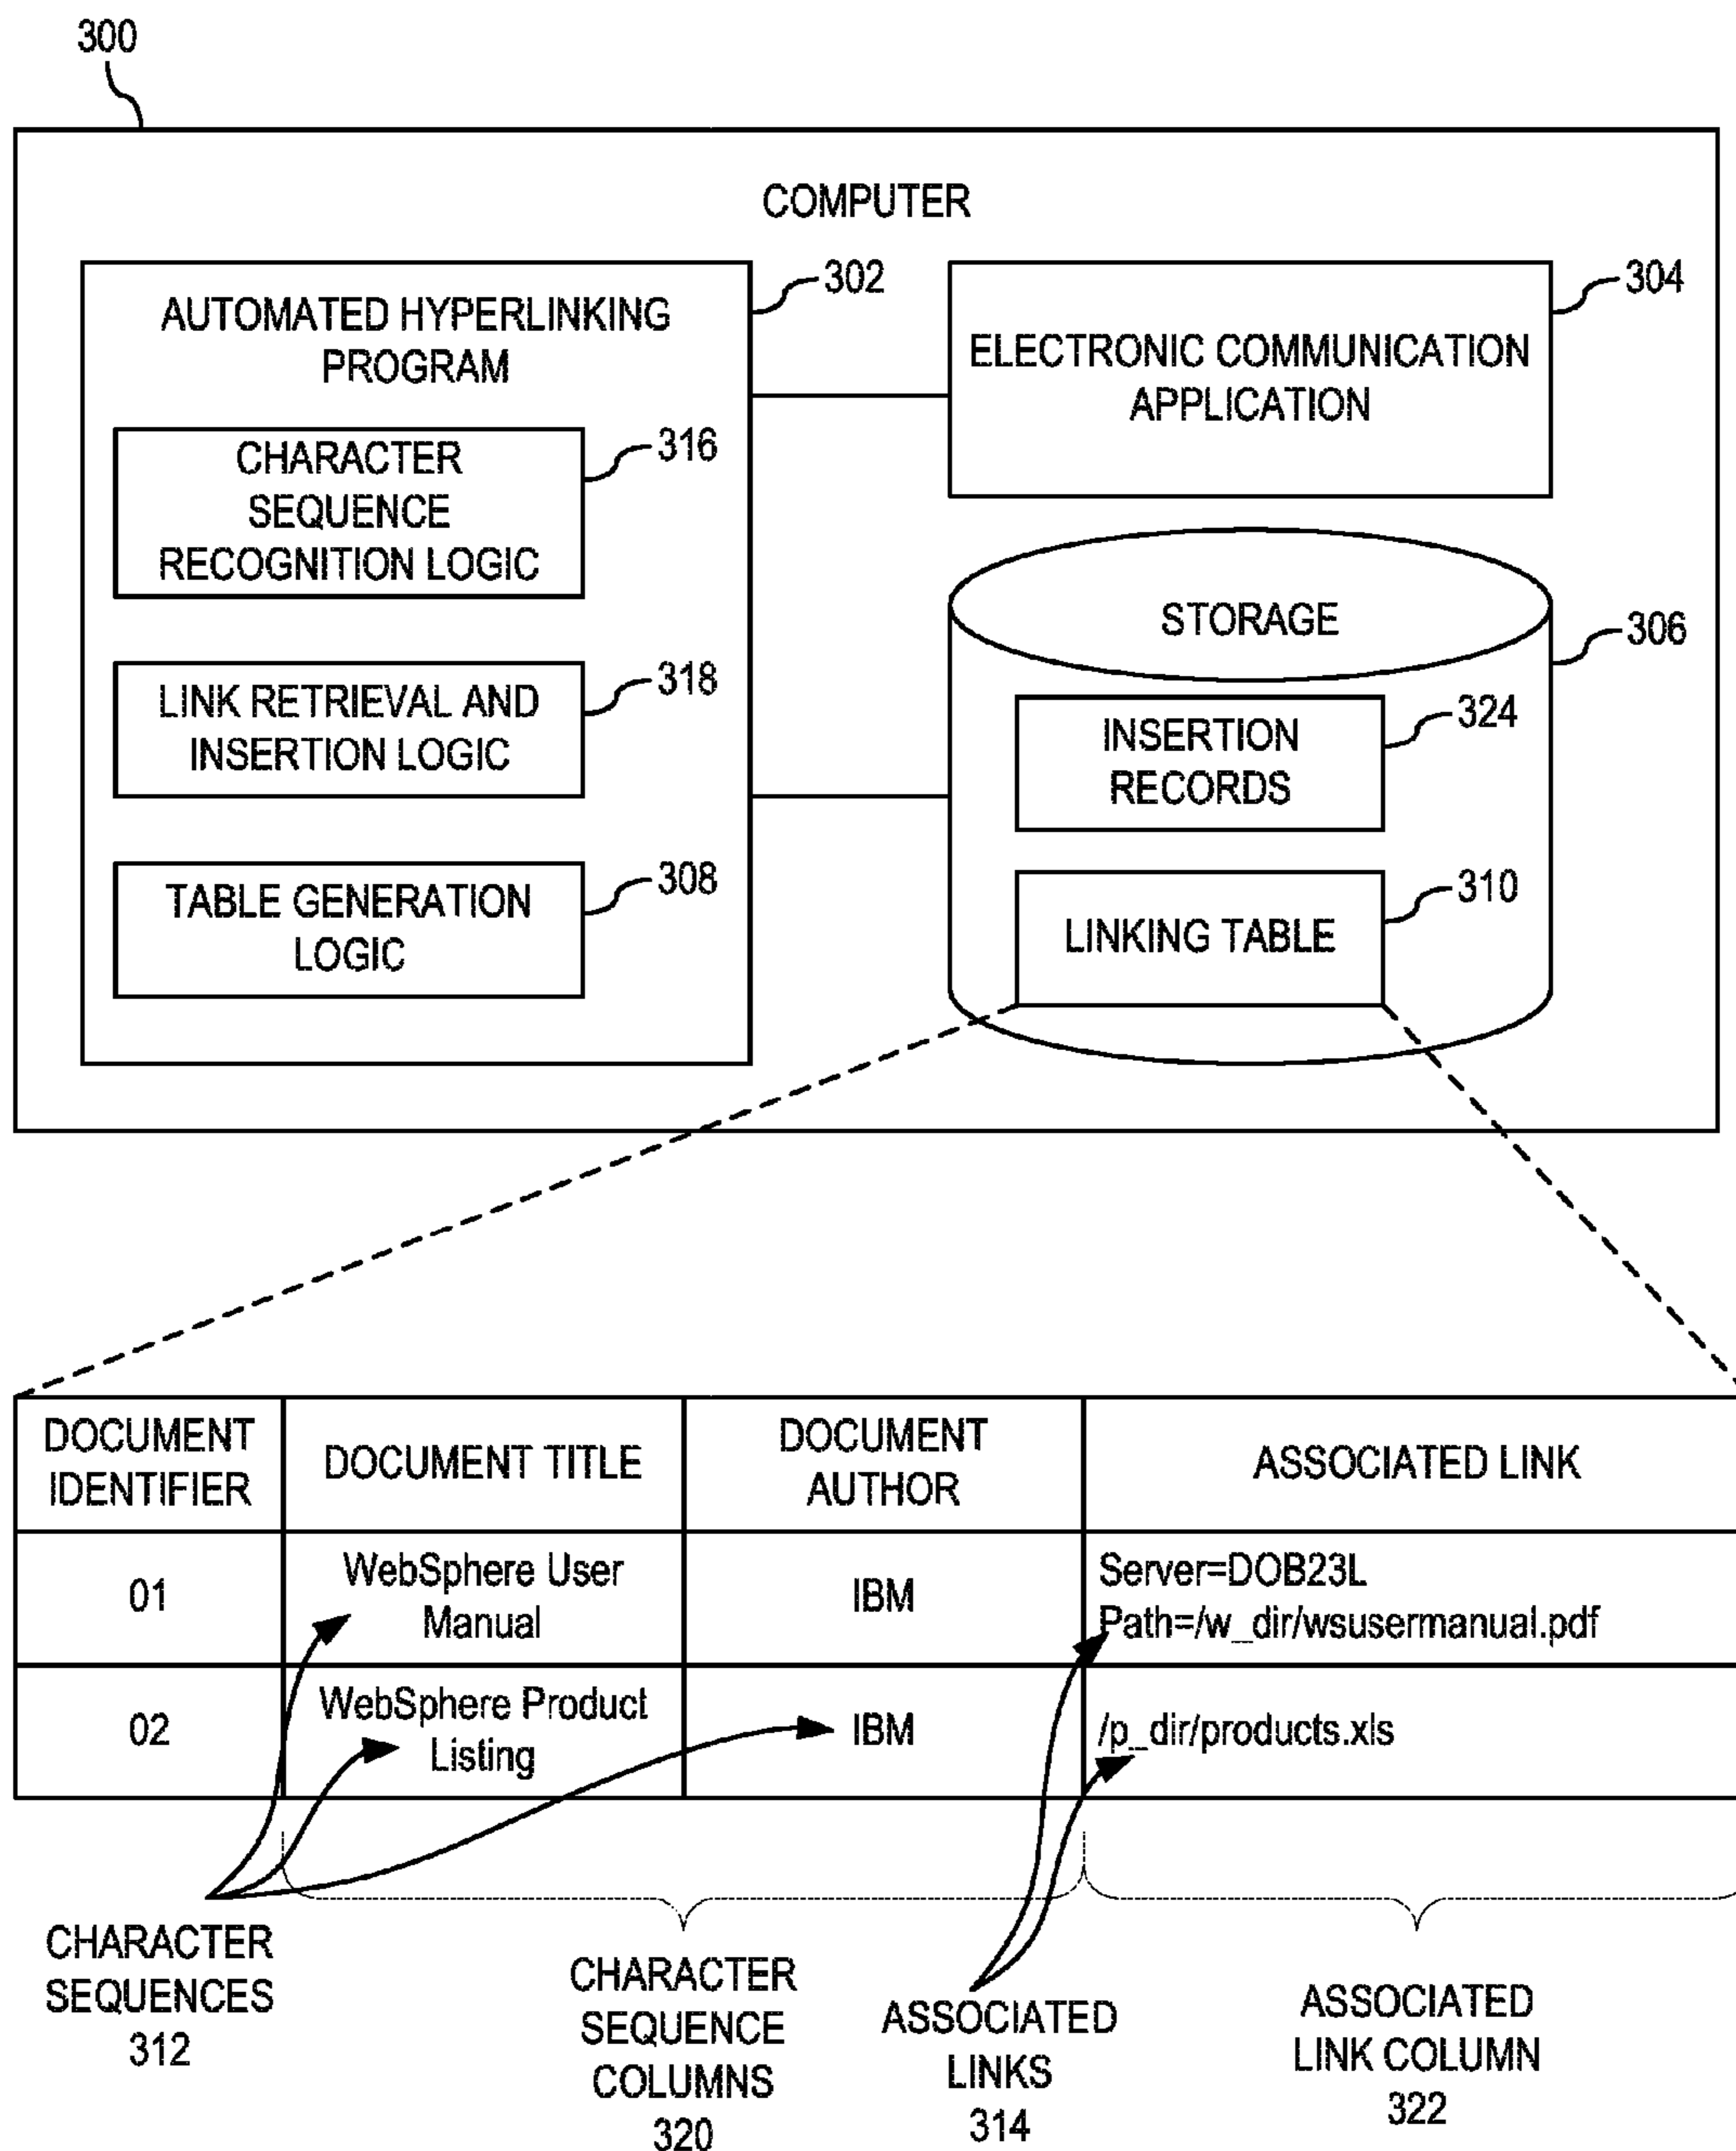 300
COMPUTER
302
AUTOMATED HYPERLINKING
PROGRAM
316
CHARACTER
SEQUENCE
RECOGNITION LOGIC
318
LINK RETRIEVAL AND
INSERTION LOGIC
308
TABLE GENERATION
LOGIC
304
ELECTRONIC COMMUNICATION
APPLICATION
STORAGE
306
324
INSERTION
RECORDS
310
LINKING TABLE
DOCUMENT
IDENTIFIER
DOCUMENT TITLE
DOCUMENT
AUTHOR
ASSOCIATED LINK
01
WebSphere User
Manual
IBM
Server=DOB23L
Path=/w_dir/wsusermanual.pdf
02
WebSphere Product
Listing
IBM
/p_dir/products.xls
CHARACTER
SEQUENCES
312
CHARACTER
SEQUENCE
COLUMNS
320
ASSOCIATED
LINKS
314
ASSOCIATED
LINK COLUMN
322